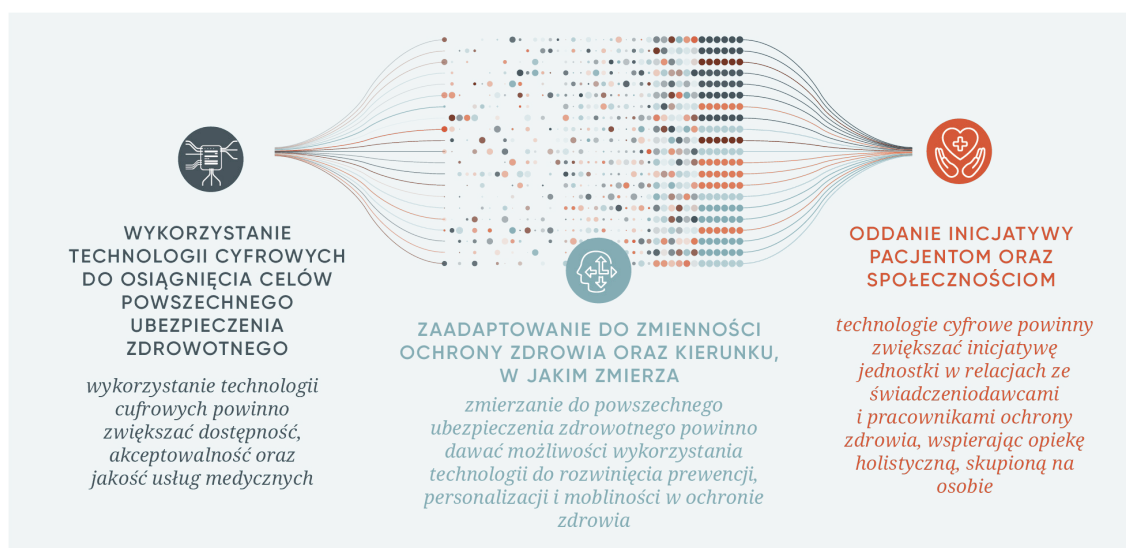 WYKORZYSTANIE
TECHNOLOGII CYFROWYCH
DO OSIĄGNIĘCIA CELÓW
POWSZECHNEGO
UBEZPIECZENIA
ZDROWOTNEGO
wykorzystanie technologii
cufrowych powinno
zwiększać dostępność,
akceptowalność oraz
jakość usług medycznych
ZAADAPTOWANIE DO ZMIENNOŚCI
OCHRONY ZDROWIA ORAZ KIERUNKU,
W JAKIM ZMIERZA
zmierzanie do powszechnego
ubezpieczenia zdrowotnego powinno
dawać możliwości wykorzystania
technologii do rozwinięcia prewencji,
personalizacji i mobliności w ochronie
zdrowia
ODDANIE INICJATYWY
PACJENTOM ORAZ
SPOŁECZNOŚCIOM
technologie cyfrowe powinny
zwiększać inicjatywę
jednostki w relacjach ze
świadczeniodawcami
i pracownikami ochrony
zdrowia, wspierając opiekę
holistyczną, skupioną na
osobie